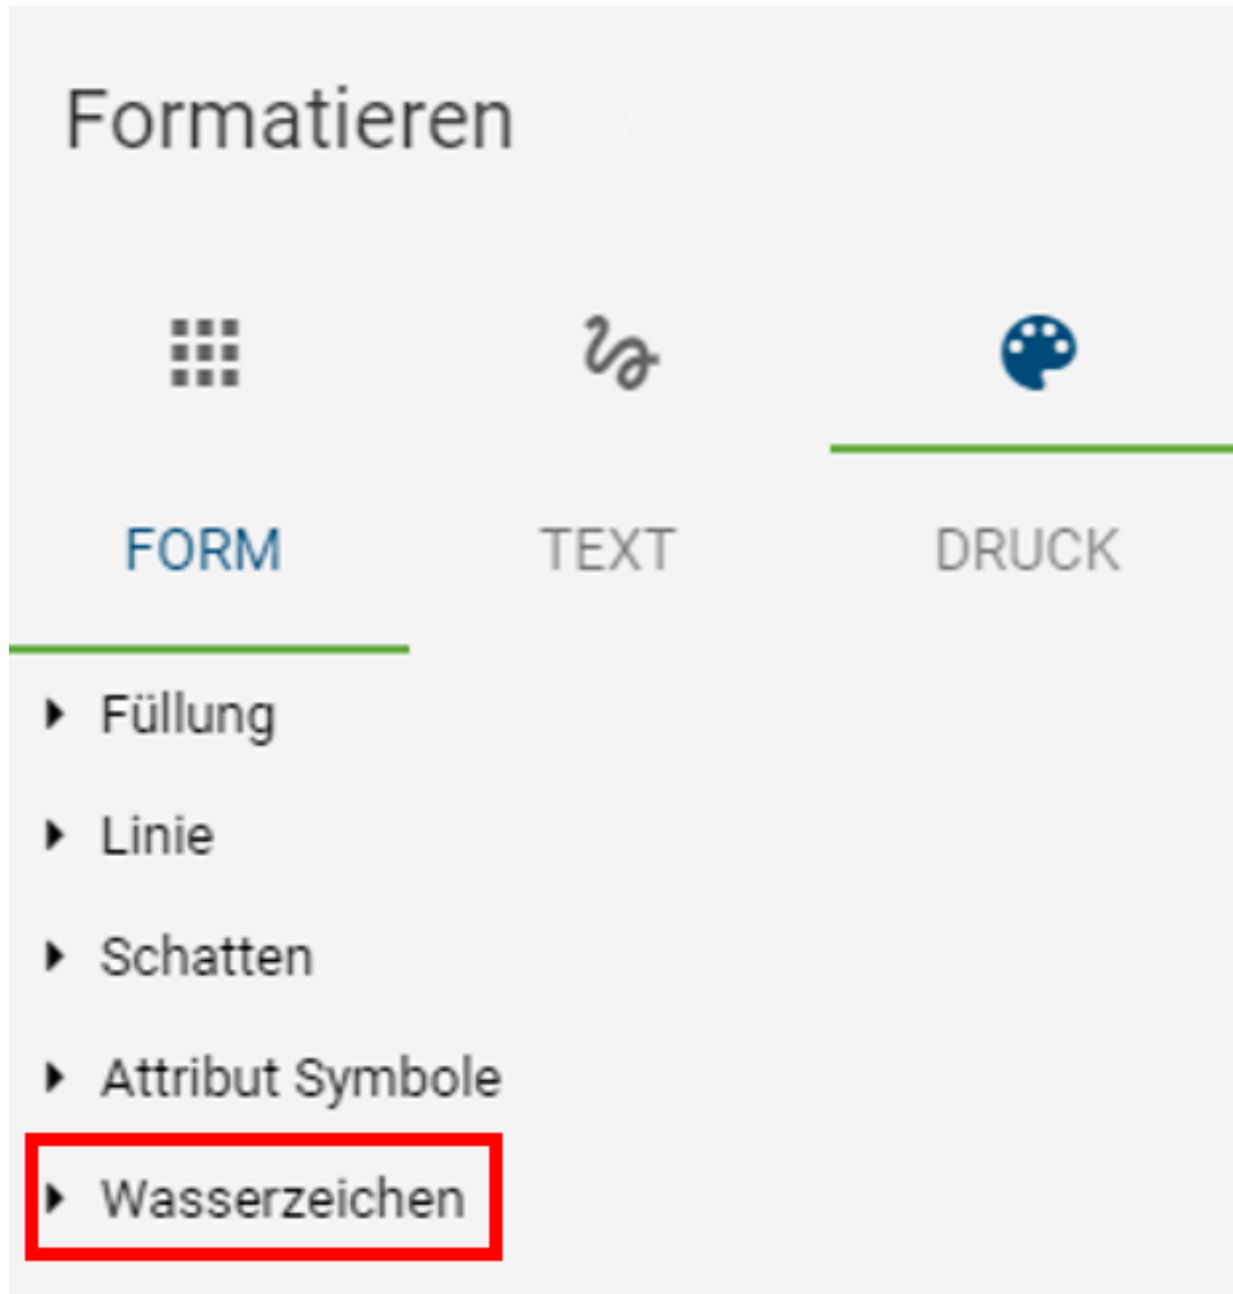 Formatieren
FORM TEXT DRUCK
Füllung
Linie
Schatten
Attribut Symbole
Wasserzeichen